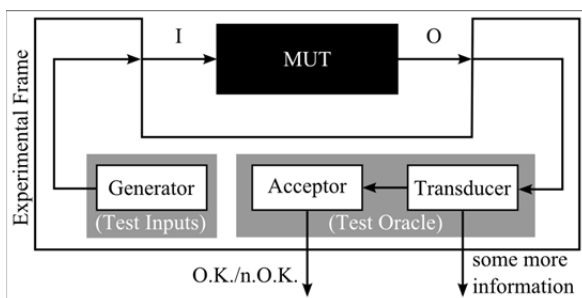 Experimental Frame
I
MUT
O
Generator
(Test Inputs)
Acceptor
Transducer
(Test Oracle)
O.K./n.O.K.
some more
information